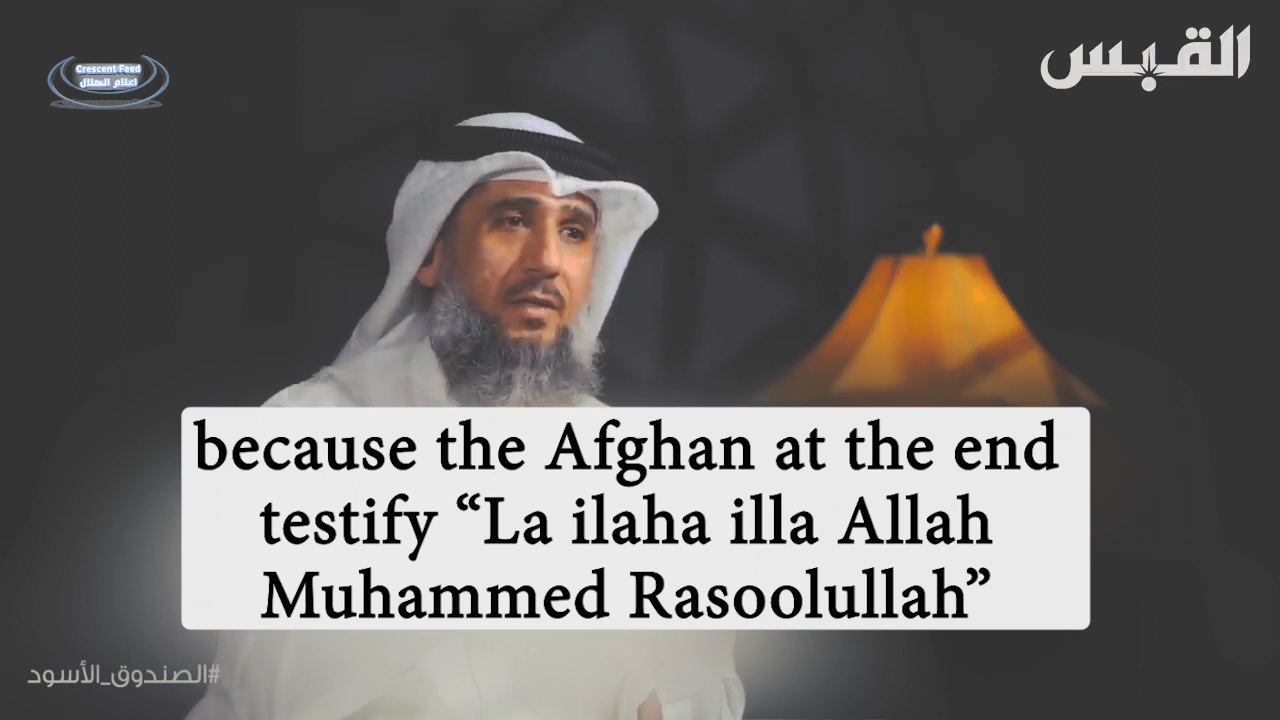 Crescent Feed
اعلام الهلال
القبس
because the Afghan at the end
testify “La ilaha illa Allah
Muhammed Rasoolullah”
#الصندوق_الأسود